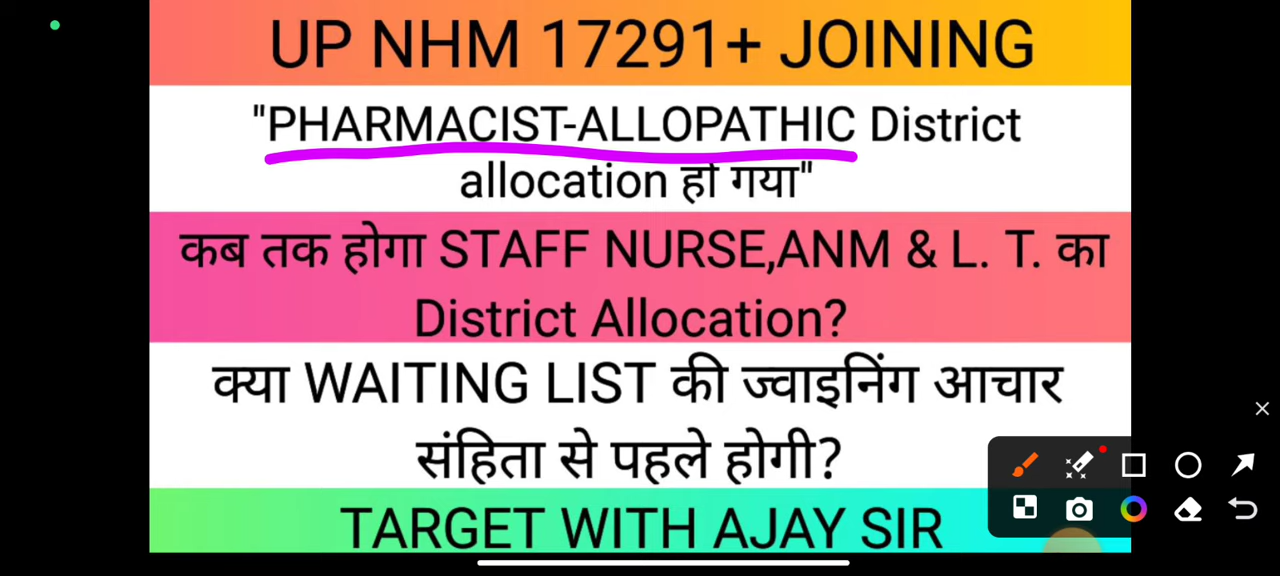 UP NHM 17291+ JOINING
"PHARMACIST-ALLOPATHIC District
allocation हो गया"
कब तक होगा STAFF NURSE,ANM & L. T. का
District Allocation?
क्या WAITING LIST की ज्वाइनिंग आचार
संहिता से पहले होगी?
TARGET WITH AJAY SIR